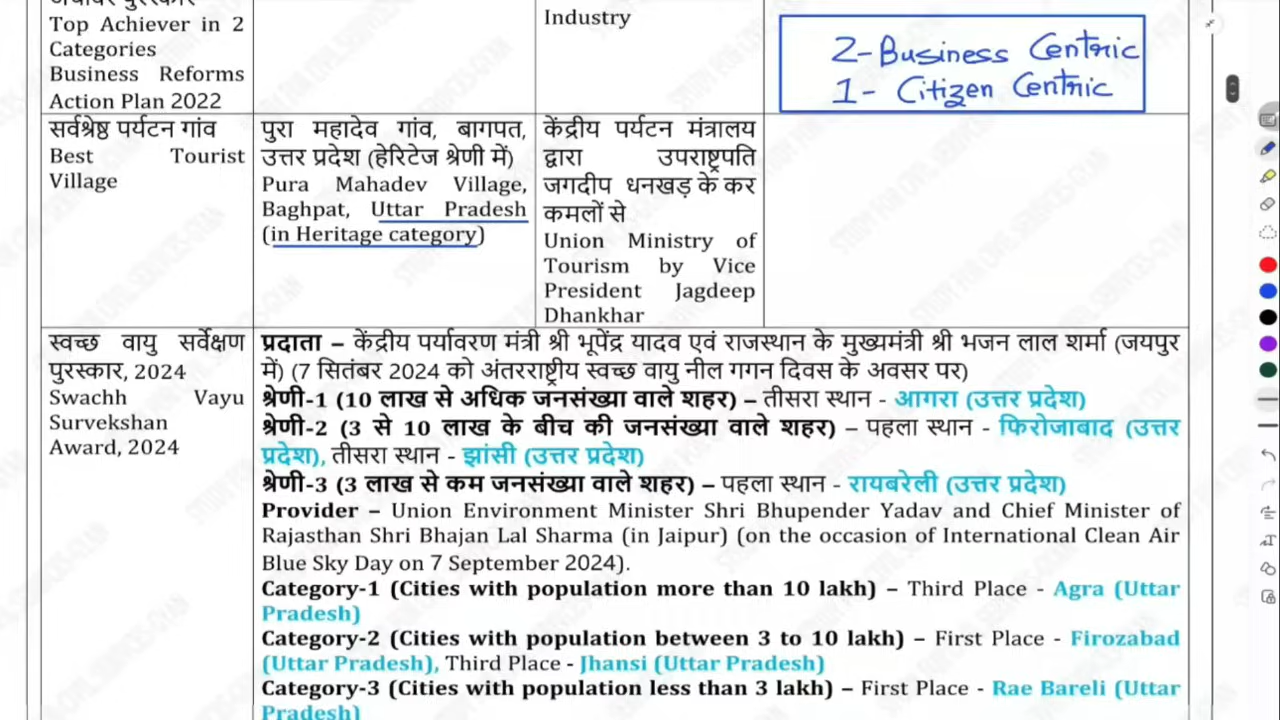 Top Achiever in 2
Categories
Business Reforms
Action Plan 2022
Industry
2-Business Centric
1- Citizen Centric
सर्वश्रेष्ठ पर्यटन गांव
Best Tourist
Village
पुरा महादेव गांव, बागपत,
उत्तर प्रदेश (हेरिटेज श्रेणी में)
Pura Mahadev Village,
Baghpat, Uttar Pradesh
(in Heritage category)
केंद्रीय पर्यटन मंत्रालय
द्वारा उपराष्ट्रपति
जगदीप धनखड़ के कर
कमलों से
Union Ministry of
Tourism by Vice
President Jagdeep
Dhankhar
स्वच्छ वायु सर्वेक्षण
पुरस्कार, 2024
Swachh Vayu
Survekshan
Award, 2024
प्रदाता – केंद्रीय पर्यावरण मंत्री श्री भूपेंद्र यादव एवं राजस्थान के मुख्यमंत्री श्री भजन लाल शर्मा (जयपुर
में) (7 सितंबर 2024 को अंतरराष्ट्रीय स्वच्छ वायु नील गगन दिवस के अवसर पर)
श्रेणी-1 (10 लाख से अधिक जनसंख्या वाले शहर) – तीसरा स्थान - आगरा (उत्तर प्रदेश)
श्रेणी-2 (3 से 10 लाख के बीच की जनसंख्या वाले शहर) – पहला स्थान - फिरोजाबाद (उत्तर
प्रदेश), तीसरा स्थान - झांसी (उत्तर प्रदेश)
श्रेणी-3 (3 लाख से कम जनसंख्या वाले शहर) – पहला स्थान - रायबरेली (उत्तर प्रदेश)
Provider – Union Environment Minister Shri Bhupender Yadav and Chief Minister of
Rajasthan Shri Bhajan Lal Sharma (in Jaipur) (on the occasion of International Clean Air
Blue Sky Day on 7 September 2024).
Category-1 (Cities with population more than 10 lakh) – Third Place - Agra (Uttar
Pradesh)
Category-2 (Cities with population between 3 to 10 lakh) – First Place - Firozabad
(Uttar Pradesh), Third Place - Jhansi (Uttar Pradesh)
Category-3 (Cities with population less than 3 lakh) – First Place - Rae Bareli (Uttar
Pradesh)